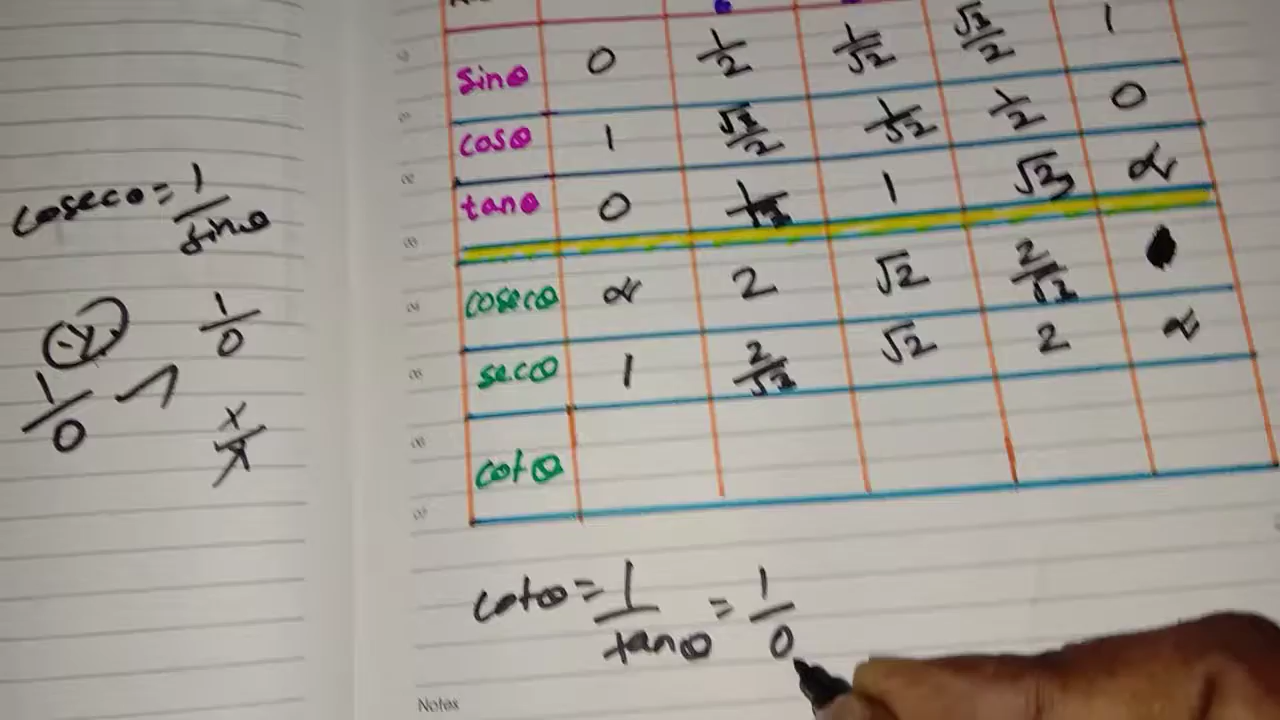 sinθ 0 1/2 1/√2 √3/2 1
cosθ 1 √3/2 1/√2 1/2 0
tanθ 0 1/√3 1 √3 α
cosecθ α 2 √2 2/√3
secθ 1 2/√3 √2 2 α
cotθ
cosecθ = 1/sinθ
1/0
1/0
cotθ = 1/tanθ = 1/0
Notes